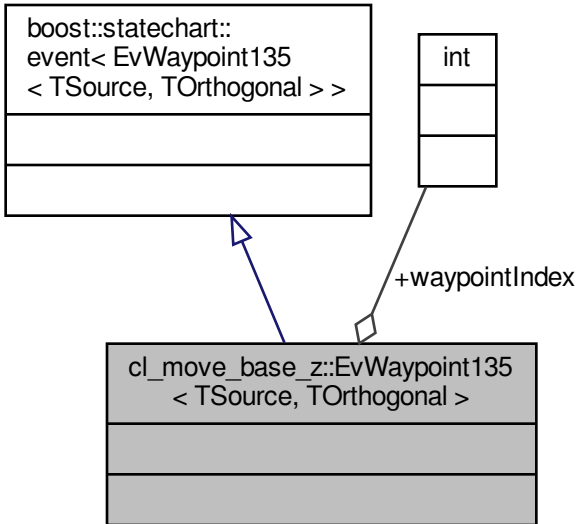 boost::statechart::
event< EvWaypoint135
< TSource, TOrthogonal > >
int
+waypointIndex
cl_move_base_z::EvWaypoint135
< TSource, TOrthogonal >